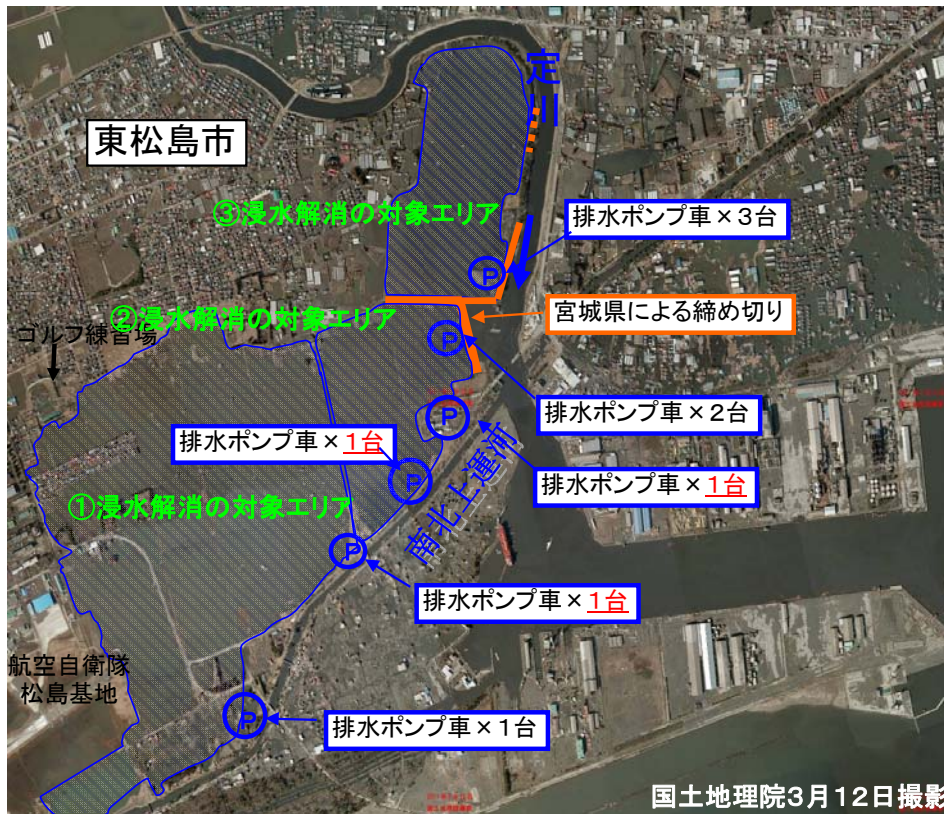 定川
東松島市
③浸水解消の対象エリア
排水ポンプ車×3台
P
②浸水解消の対象エリア
宮城県による締め切り
ゴルフ練習場
P
排水ポンプ車×2台
P
排水ポンプ車×1台
排水ポンプ車×1台
P
南北上運河
①浸水解消の対象エリア
P
排水ポンプ車×1台
航空自衛隊
松島基地
P
排水ポンプ車×1台
国土地理院3月12日撮影